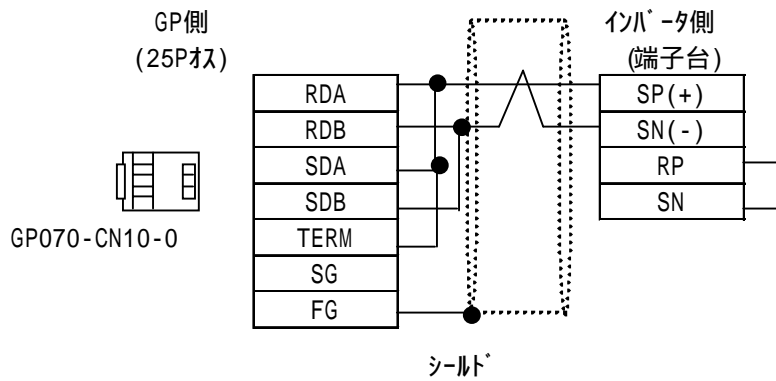 GP側
(25Pオス)
インバータ側
(端子台)
RDA
RDB
SDA
SDB
TERM
SG
FG
SP(+)
SN(-)
RP
SN
GP070-CN10-0
シールド